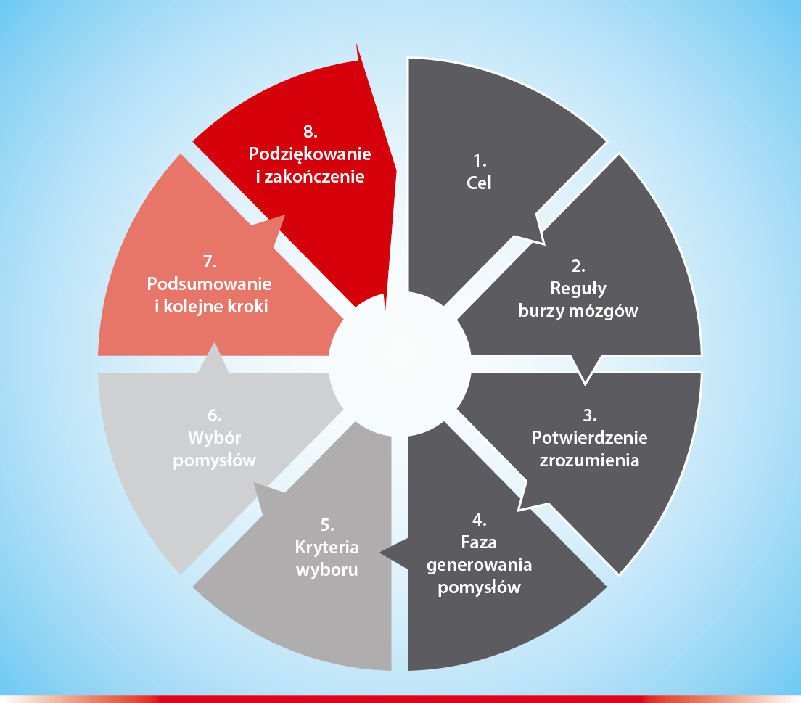 1.
Cel
2.
Reguły
burzy mózgów
3.
Potwierdzenie
zrozumienia
4.
Faza
generowania
pomysłów
5.
Kryteria
wyboru
6.
Wybór
pomysłów
7.
Podsumowanie
i kolejne kroki
8.
Podziękowanie
i zakończenie